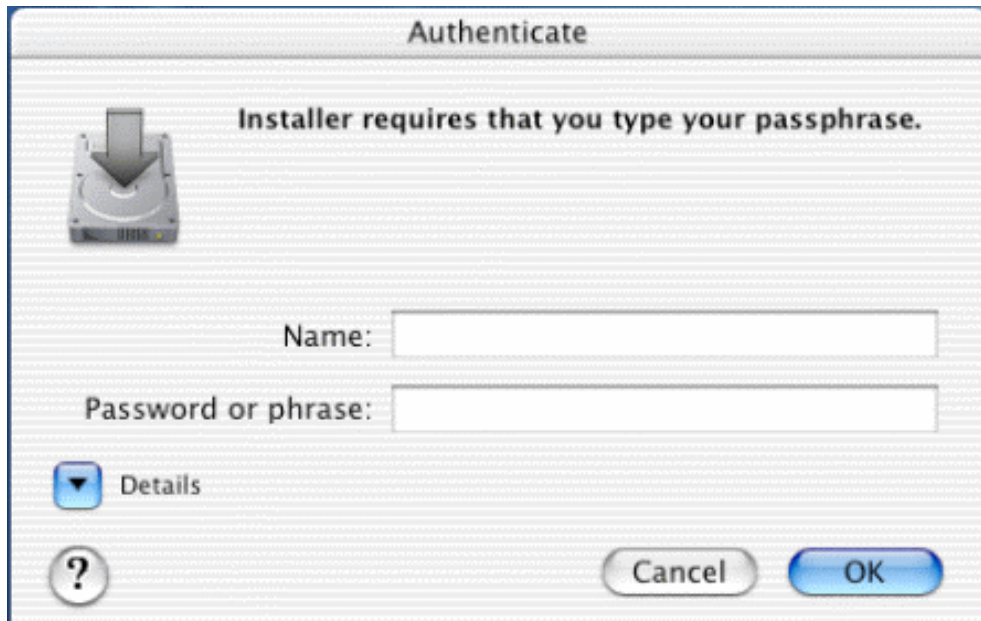 Authenticate
Installer requires that you type your passphrase.
Name:
Password or phrase:
Details
?
Cancel
OK